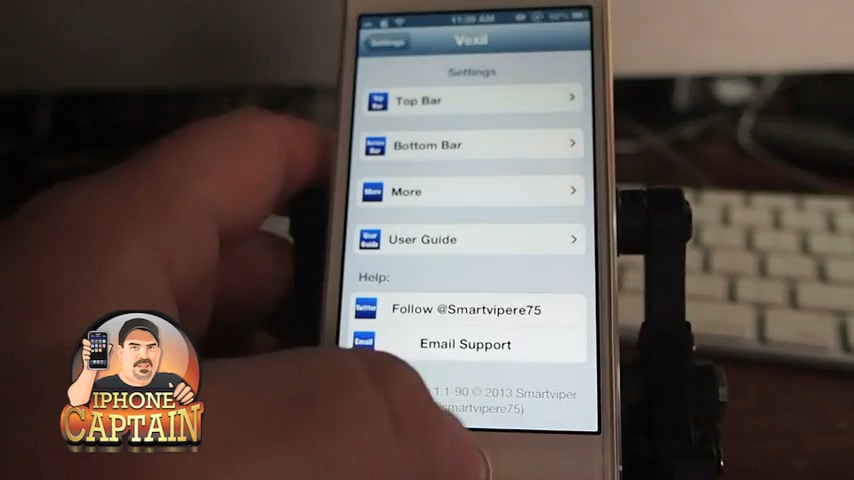 11:39 AM
Settings
Vexil
Settings
Top Bar
Top Bar
Bottom Bar
Bottom Bar
More
More
User Guide
User Guide
Help:
Twitter
Follow @Smartvipere75
Email
Email Support
1.1-90 © 2013 Smartviper
smartvipere75)
IPHONE
CAPTAIN